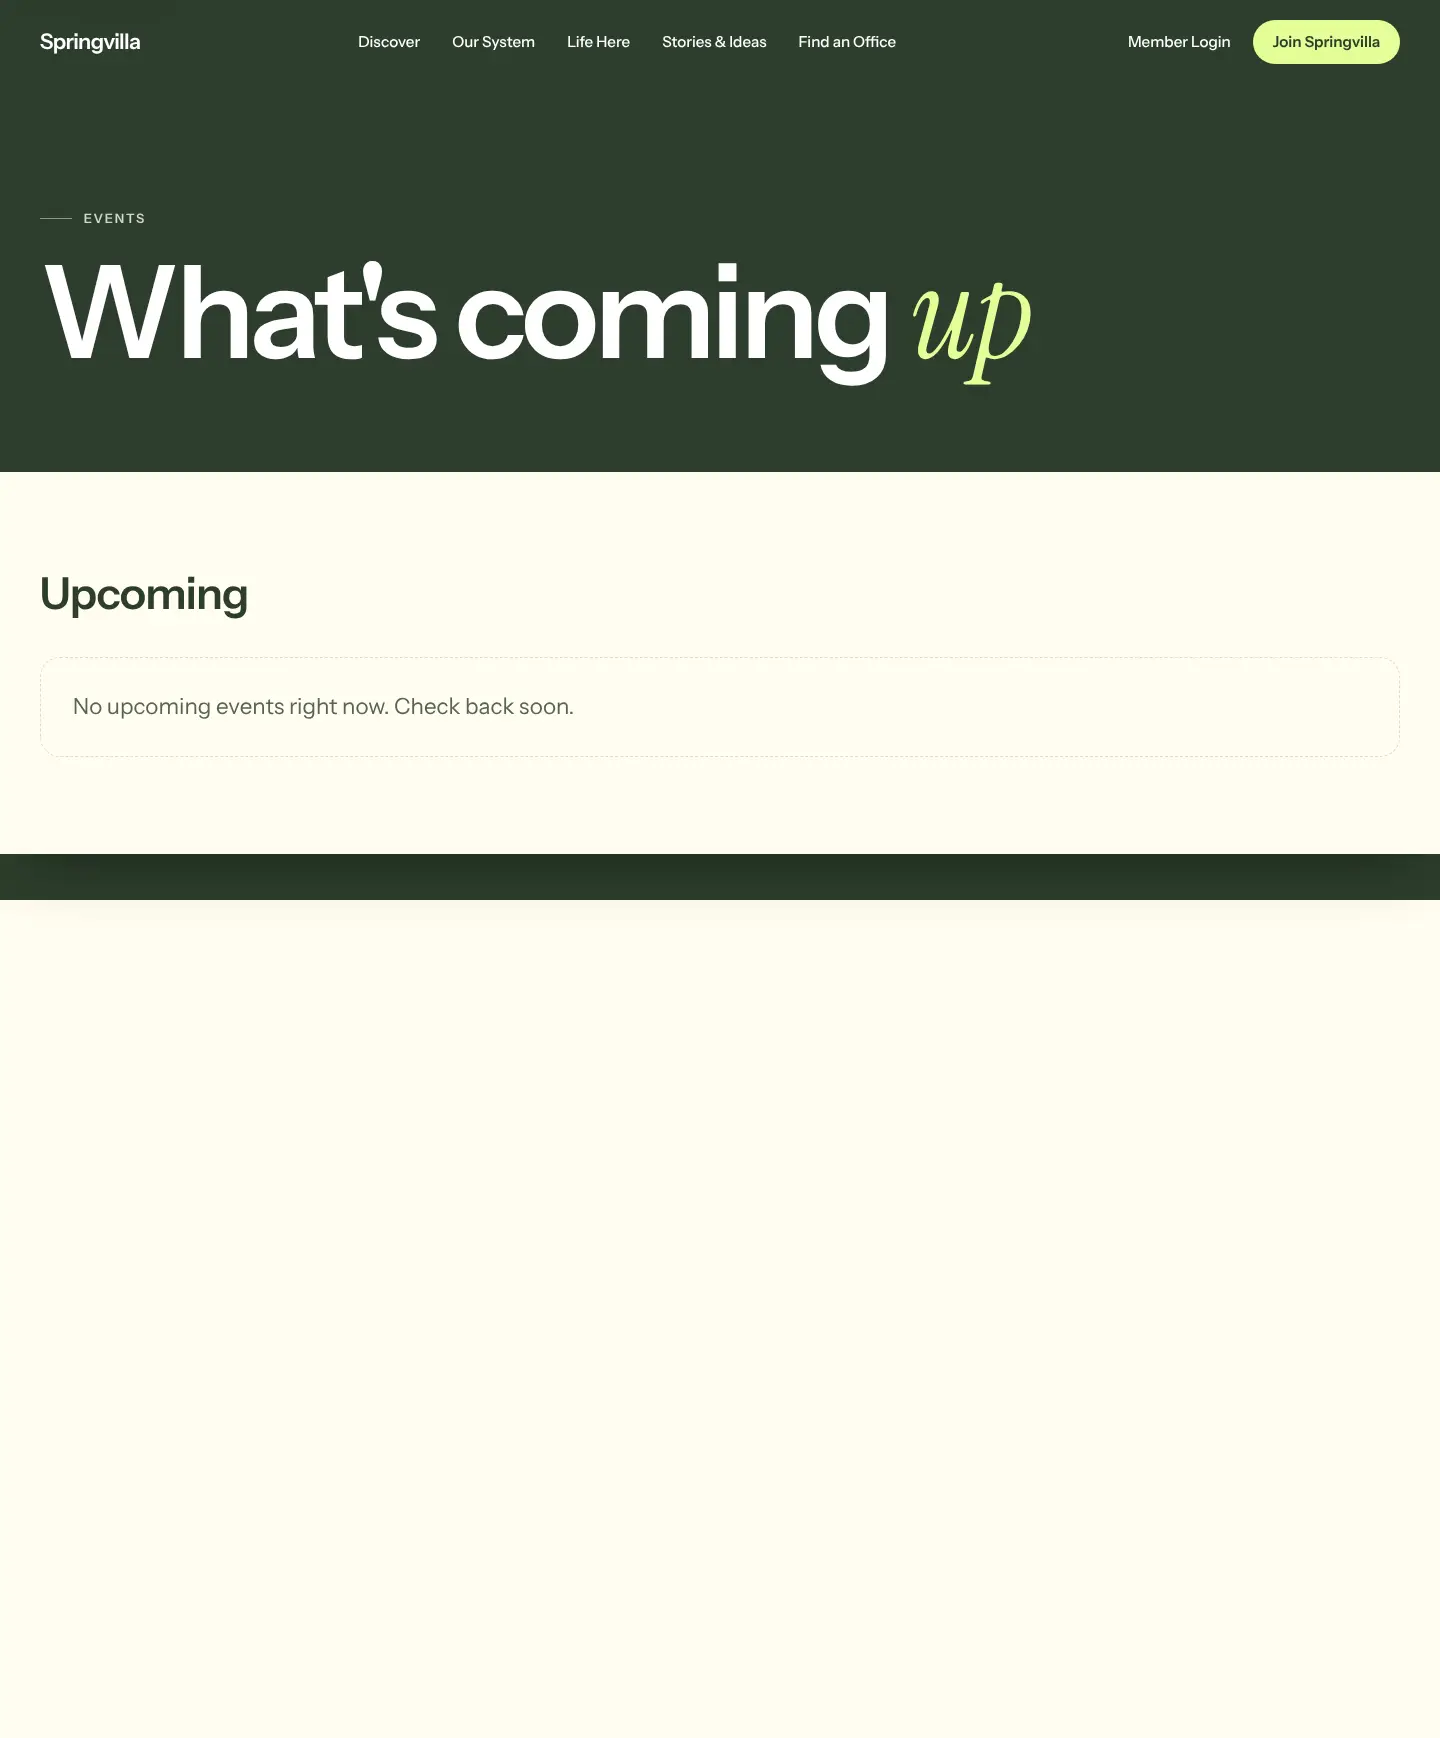 Springvilla
Discover
Our System
Life Here
Stories & Ideas
Find an Office
Member Login
Join Springvilla
EVENTS
What's coming up
Upcoming
No upcoming events right now. Check back soon.